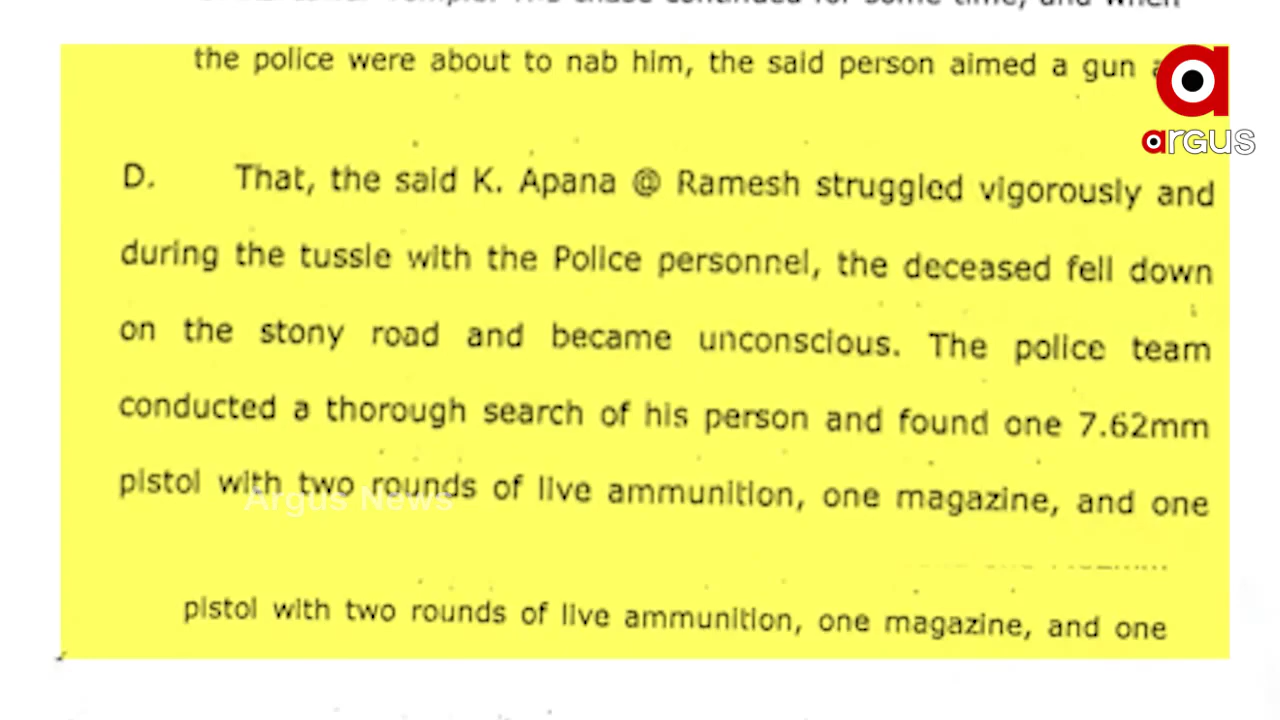 the police were about to nab him, the said person aimed a gun
argus
D. That, the said K. Apana @ Ramesh struggled vigorously and
during the tussle with the Police personnel, the deceased fell down
on the stony road and became unconscious. The police team
conducted a thorough search of his person and found one 7.62mm
pistol with two rounds of live ammunition, one magazine, and one
Argus News
pistol with two rounds of live ammunition, one magazine, and one